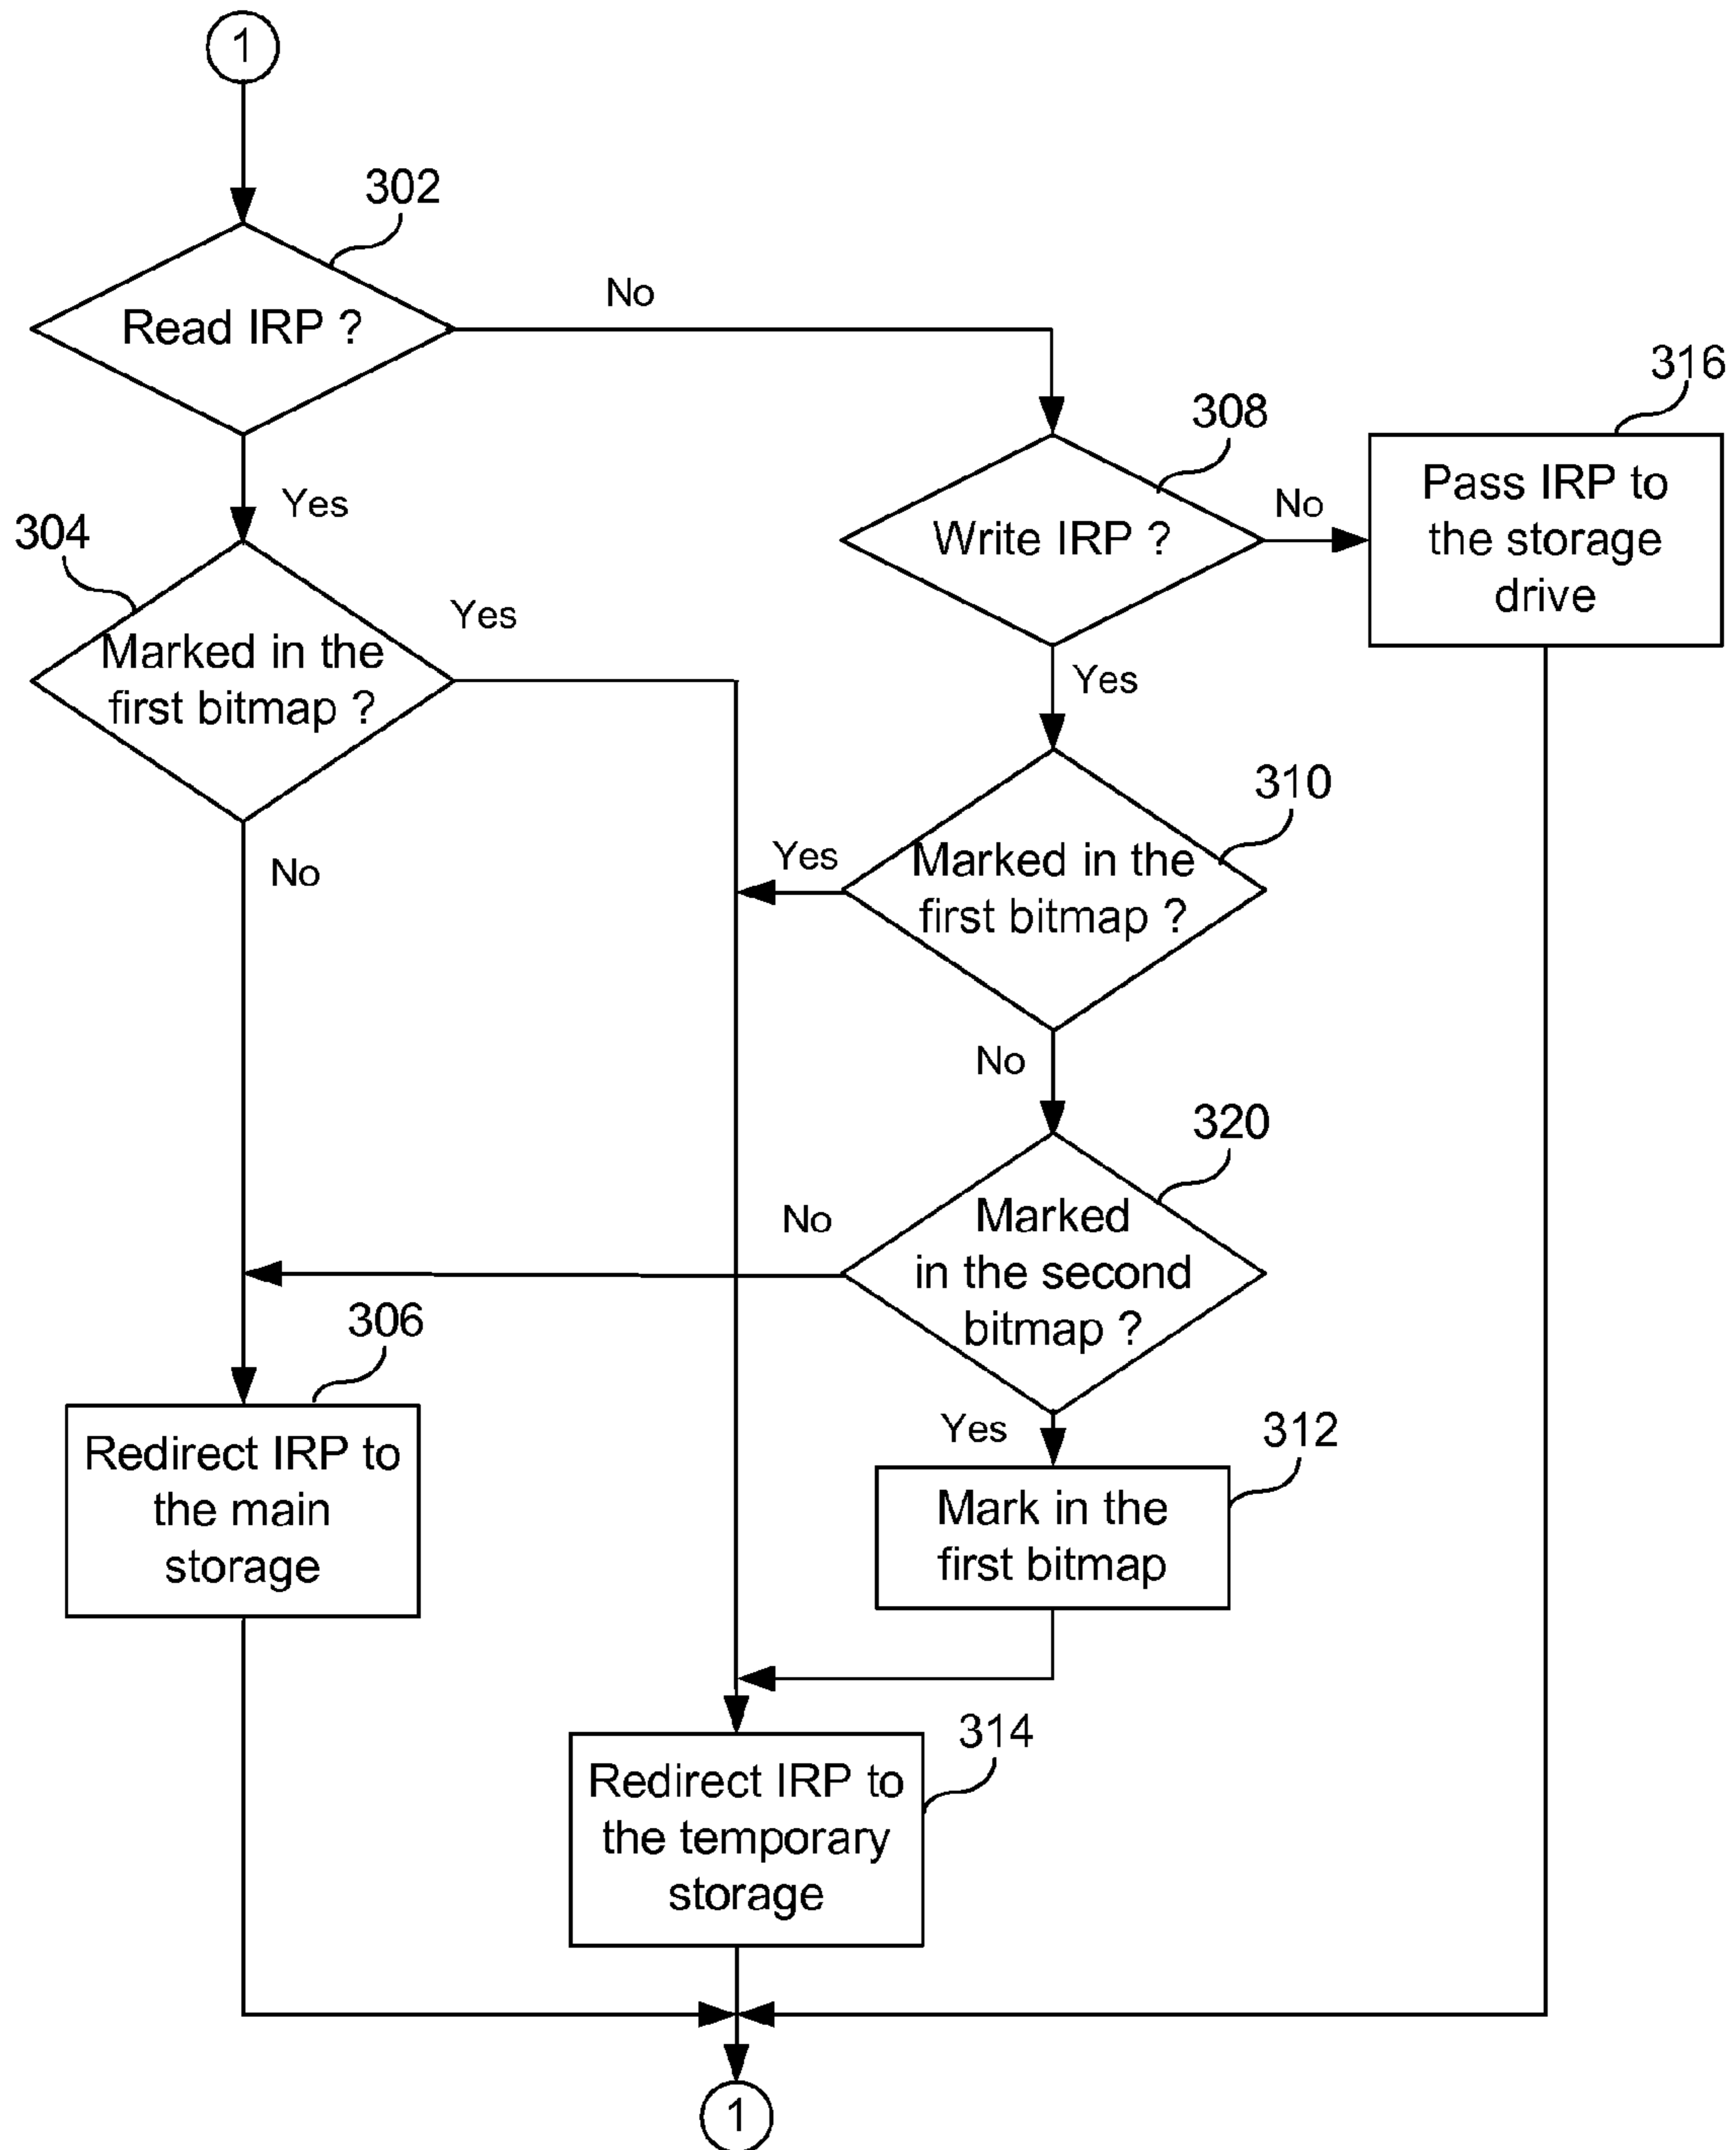 1
302
Read IRP ?
No
316
308
Pass IRP to
the storage
drive
Write IRP ?
No
Yes
304
Marked in the
first bitmap ?
Yes
Yes
310
Marked in the
first bitmap ?
Yes
No
No
320
Marked
in the second
bitmap ?
No
306
Redirect IRP to
the main
storage
Yes
312
Mark in the
first bitmap
314
Redirect IRP to
the temporary
storage
1